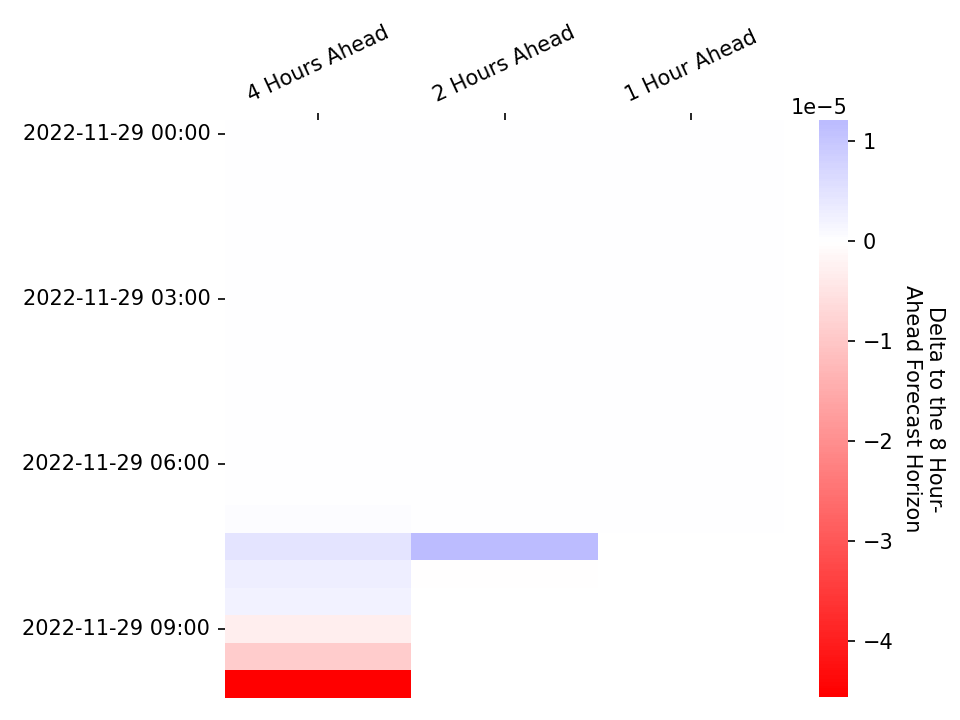 4 Hours Ahead
2 Hours Ahead
1 Hour Ahead
2022-11-29 00:00
2022-11-29 03:00
2022-11-29 06:00
2022-11-29 09:00
1e−5
1
0
−1
−2
−3
−4
Delta to the 8 Hour-
Ahead Forecast Horizon